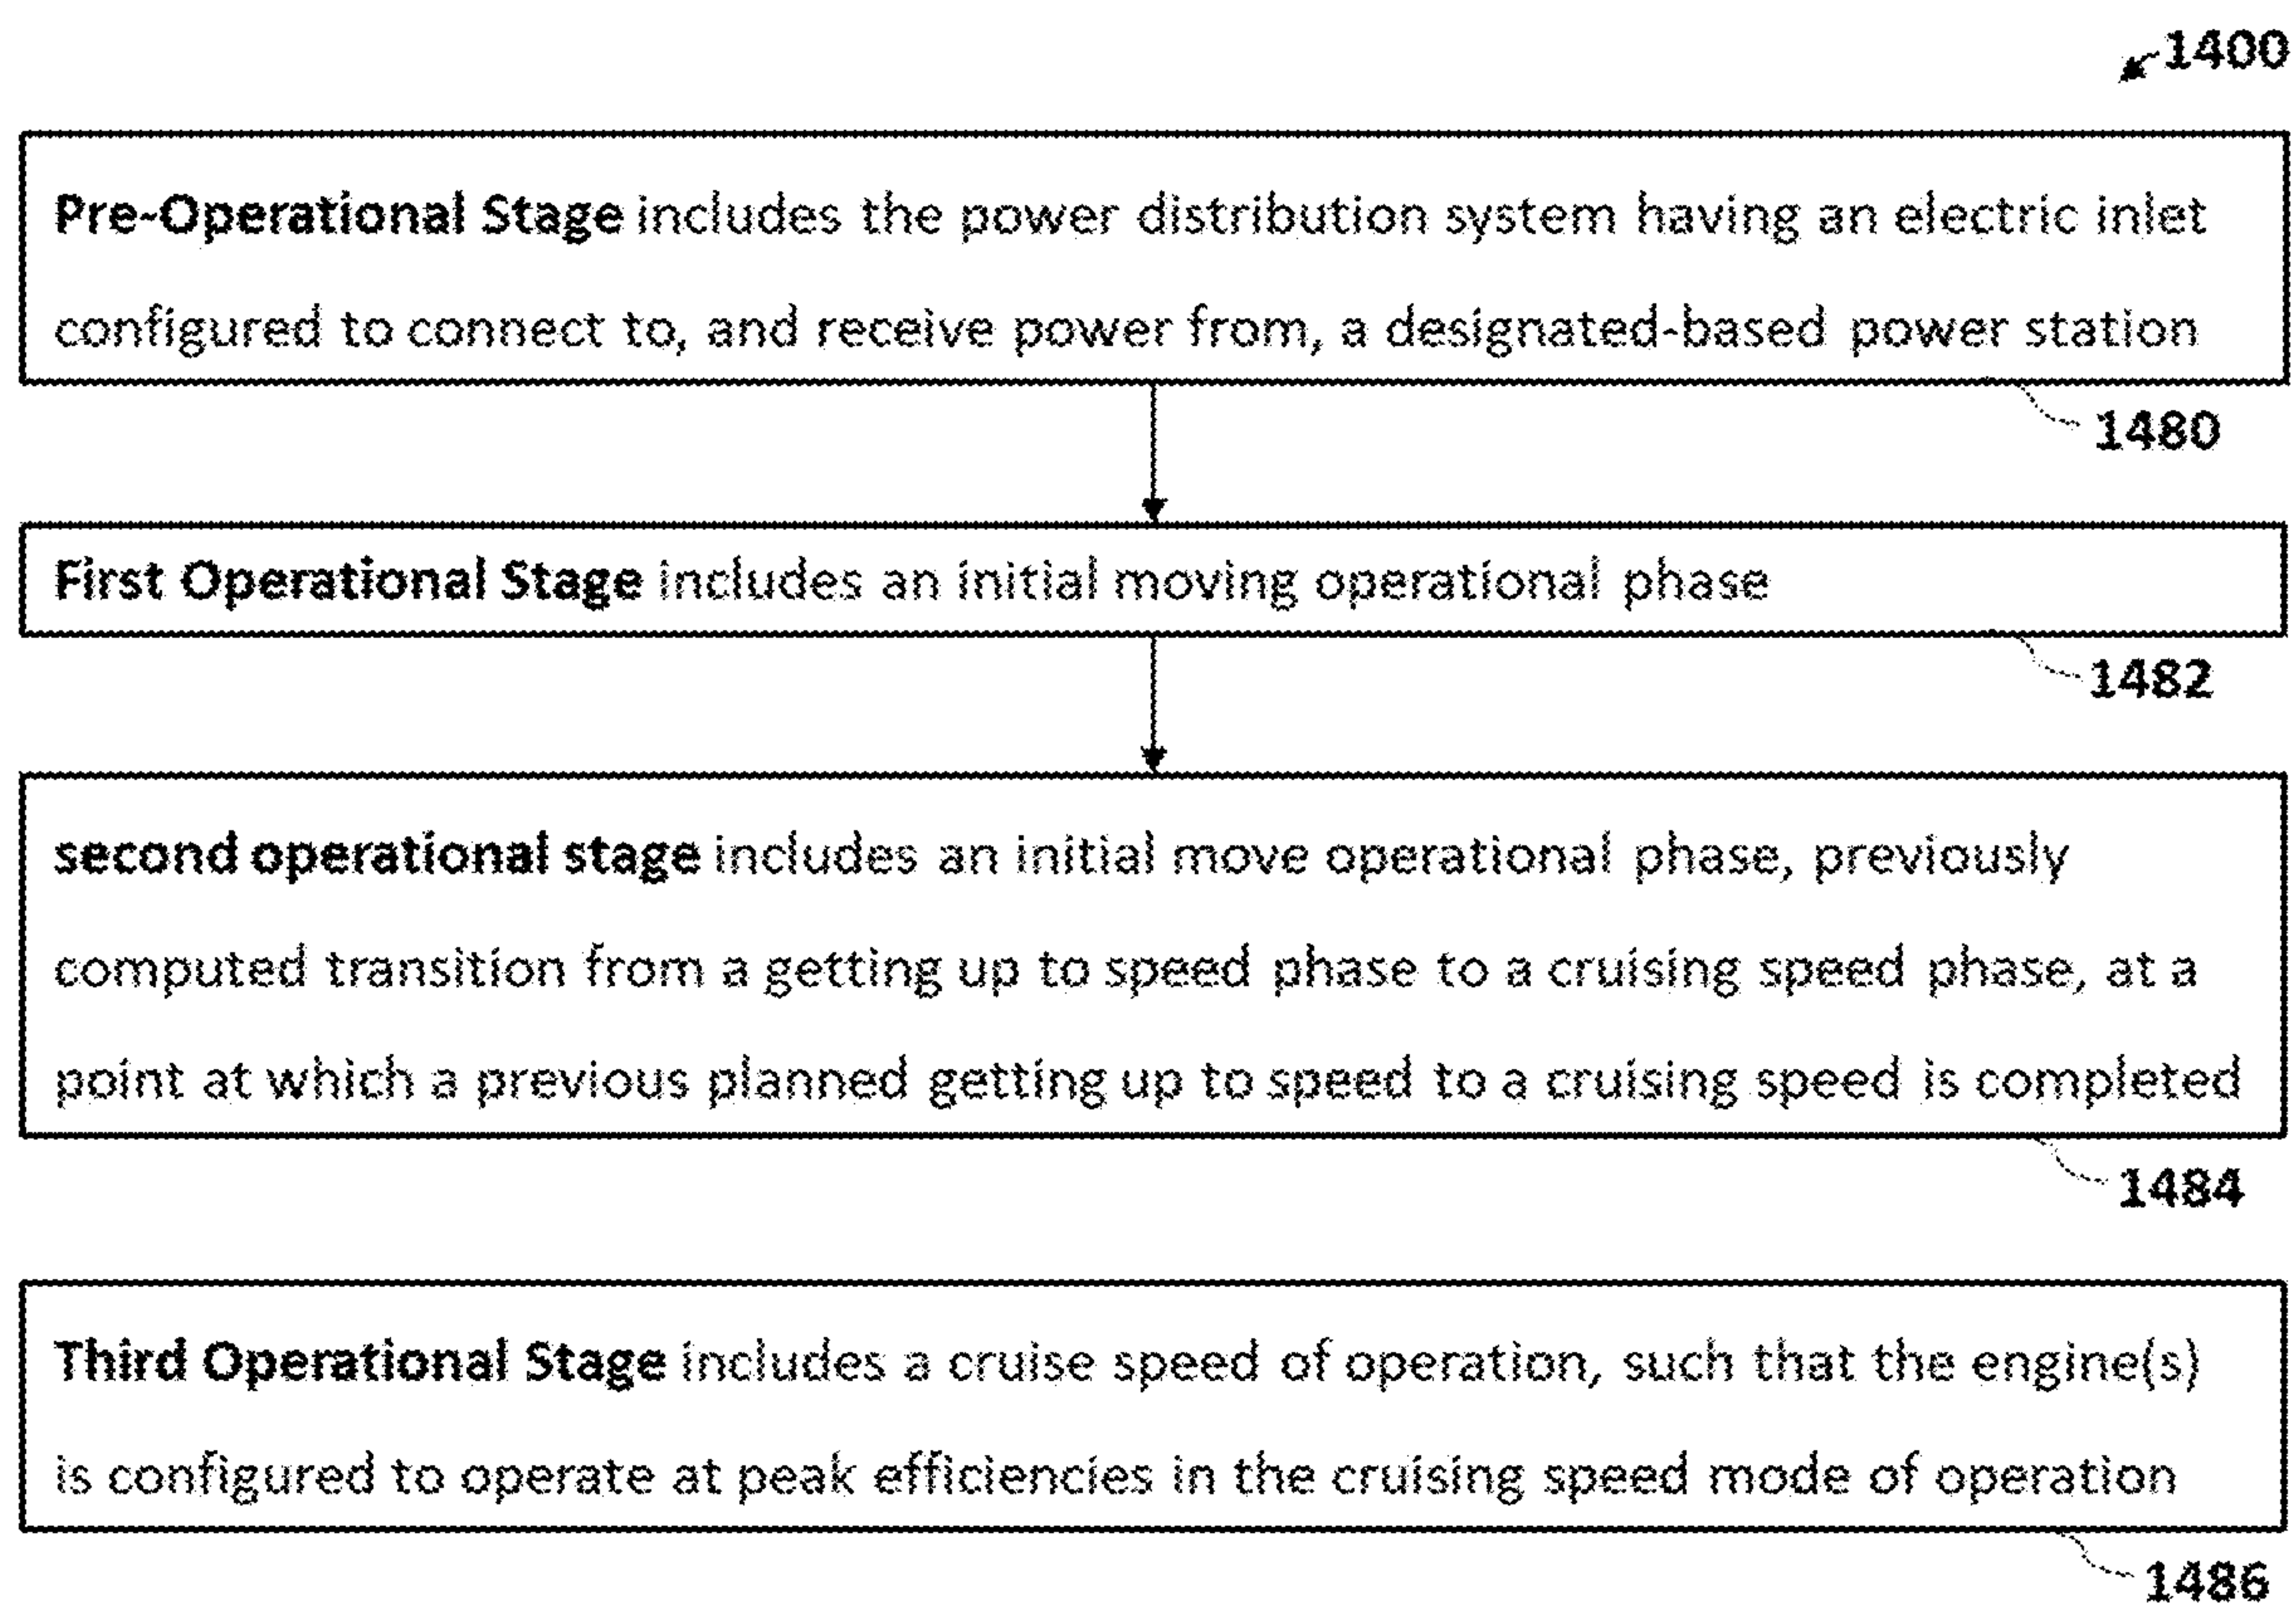 1400
Pre-Operational Stage includes the power distribution system having an electric inlet
configured to connect to, and receive power from, a designated-based power station
1480
First Operational Stage includes an initial moving operational phase
1482
second operational stage includes an initial move operational phase, previously
computed transition from a getting up to speed phase to a cruising speed phase, at a
point at which a previous planned getting up to speed to a cruising speed is completed
1484
Third Operational Stage includes a cruise speed of operation, such that the engine(s)
is configured to operate at peak efficiencies in the cruising speed mode of operation
1486